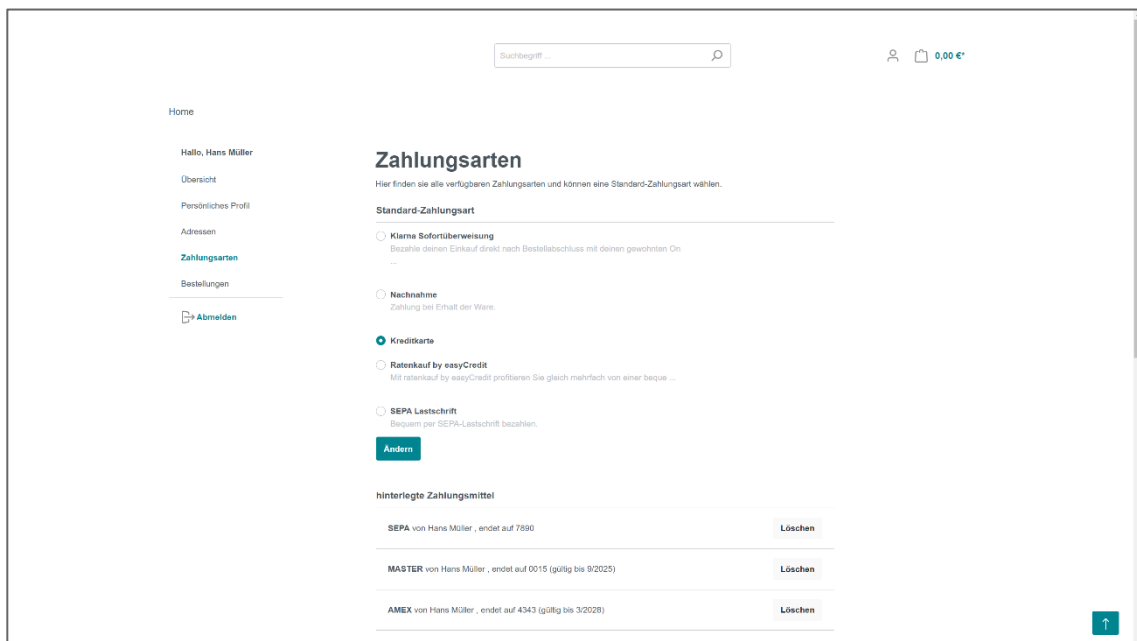 Suchbegriff ...
0,00 €*
Home
Hallo, Hans Müller
Übersicht
Persönliches Profil
Adressen
Zahlungsarten
Bestellungen
Abmelden
Zahlungsarten
Hier finden sie alle verfügbaren Zahlungsarten und können eine Standard-Zahlungsart wählen.
Standard-Zahlungsart
Klarna Sofortüberweisung
Bezahle deinen Einkauf direkt nach Bestellabschluss mit deinen gewohnten On
...
Nachnahme
Zahlung bei Erhalt der Ware.
Kreditkarte
Ratenkauf by easyCredit
Mit ratenkauf by easyCredit profitieren Sie gleich mehrfach von einer beque ...
SEPA Lastschrift
Bequem per SEPA-Lastschrift bezahlen.
Ändern
hinterlegte Zahlungsmittel
SEPA von Hans Müller , endet auf 7890 Löschen
MASTER von Hans Müller , endet auf 0015 (gültig bis 9/2025) Löschen
AMEX von Hans Müller , endet auf 4343 (gültig bis 3/2028) Löschen